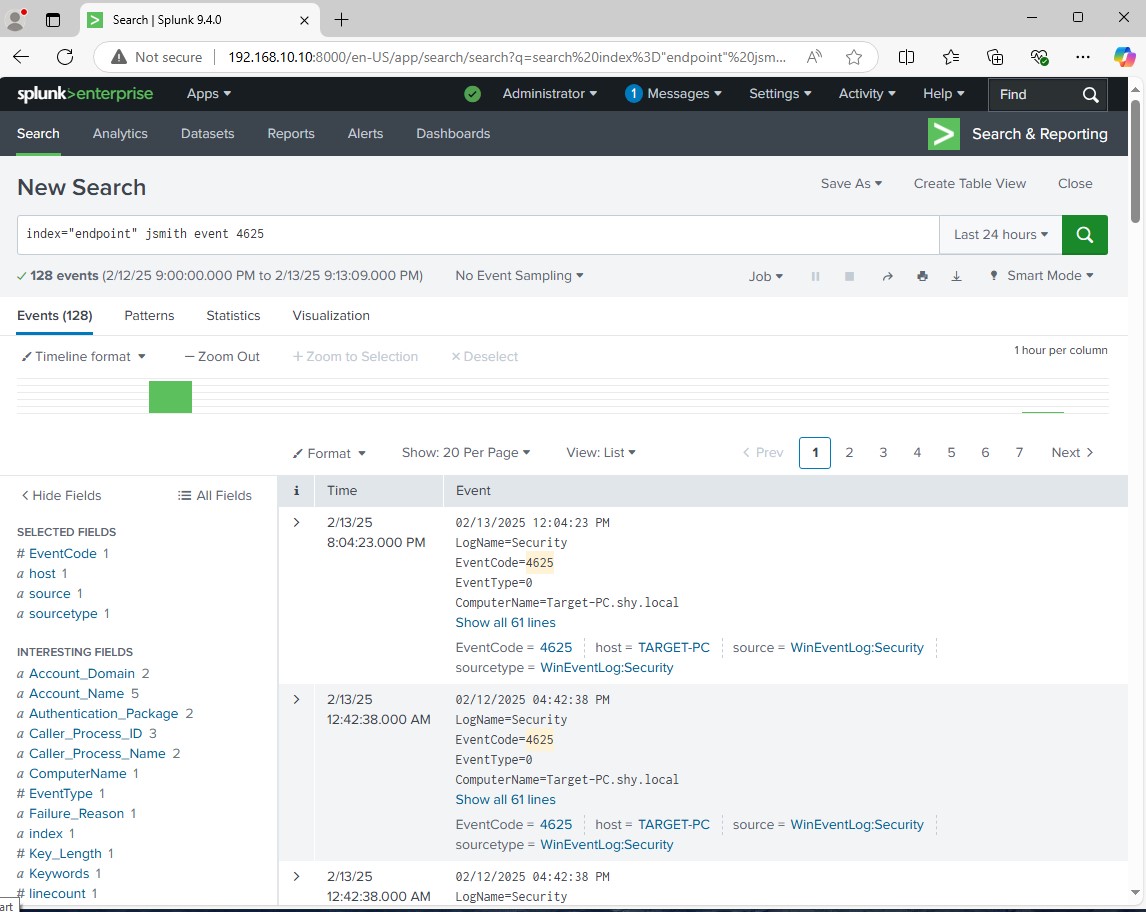 Search | Splunk 9.4.0
Not secure 192.168.10.10:8000/en-US/app/search/search?q=search%20index%3D"endpoint"%20jsm...
splunk>enterprise Apps Administrator 1 Messages Settings Activity Help Find
Search Analytics Datasets Reports Alerts Dashboards Search & Reporting
New Search Save As Create Table View Close
index="endpoint" jsmith event 4625 Last 24 hours
128 events (2/12/25 9:00:00.000 PM to 2/13/25 9:13:09.000 PM) No Event Sampling Job Smart Mode
Events (128) Patterns Statistics Visualization
Timeline format — Zoom Out + Zoom to Selection × Deselect 1 hour per column
Format Show: 20 Per Page View: List < Prev 1 2 3 4 5 6 7 Next >
< Hide Fields All Fields
SELECTED FIELDS
# EventCode 1
a host 1
a source 1
a sourcetype 1
INTERESTING FIELDS
a Account_Domain 2
a Account_Name 5
a Authentication_Package 2
a Caller_Process_ID 3
a Caller_Process_Name 2
a ComputerName 1
# EventType 1
a Failure_Reason 1
a index 1
# Key_Length 1
a Keywords 1
# linecount 1
i Time Event
> 2/13/25 8:04:23.000 PM
02/13/2025 12:04:23 PM
LogName=Security
EventCode=4625
EventType=0
ComputerName=Target-PC.shy.local
Show all 61 lines
EventCode = 4625 host = TARGET-PC source = WinEventLog:Security
sourcetype = WinEventLog:Security
> 2/13/25 12:42:38.000 AM
02/12/2025 04:42:38 PM
LogName=Security
EventCode=4625
EventType=0
ComputerName=Target-PC.shy.local
Show all 61 lines
EventCode = 4625 host = TARGET-PC source = WinEventLog:Security
sourcetype = WinEventLog:Security
> 2/13/25 12:42:38.000 AM
02/12/2025 04:42:38 PM
LogName=Security
art